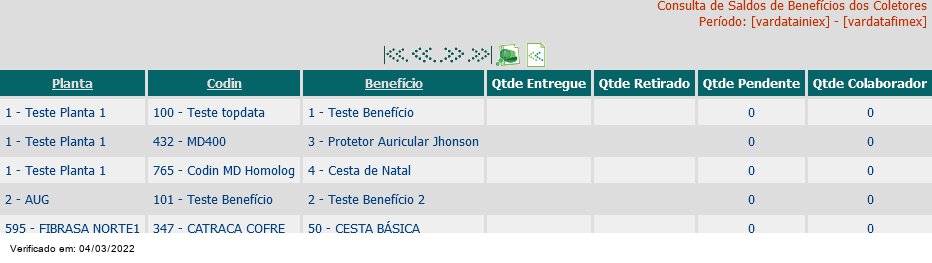 Consulta de Saldos de Benefícios dos Coletores
Período: [vardatainiex] - [vardatafimex]
Planta Codin Benefício Qtde Entregue Qtde Retirado Qtde Pendente Qtde Colaborador
1 - Teste Planta 1 100 - Teste topdata 1 - Teste Benefício 0 0
1 - Teste Planta 1 432 - MD400 3 - Protetor Auricular Jhonson 0 0
1 - Teste Planta 1 765 - Codin MD Homolog 4 - Cesta de Natal 0 0
2 - AUG 101 - Teste Benefício 2 - Teste Benefício 2 0 0
595 - FIBRASA NORTE1 347 - CATRACA COFRE 50 - CESTA BÁSICA 0 0
Verificado em: 04/03/2022